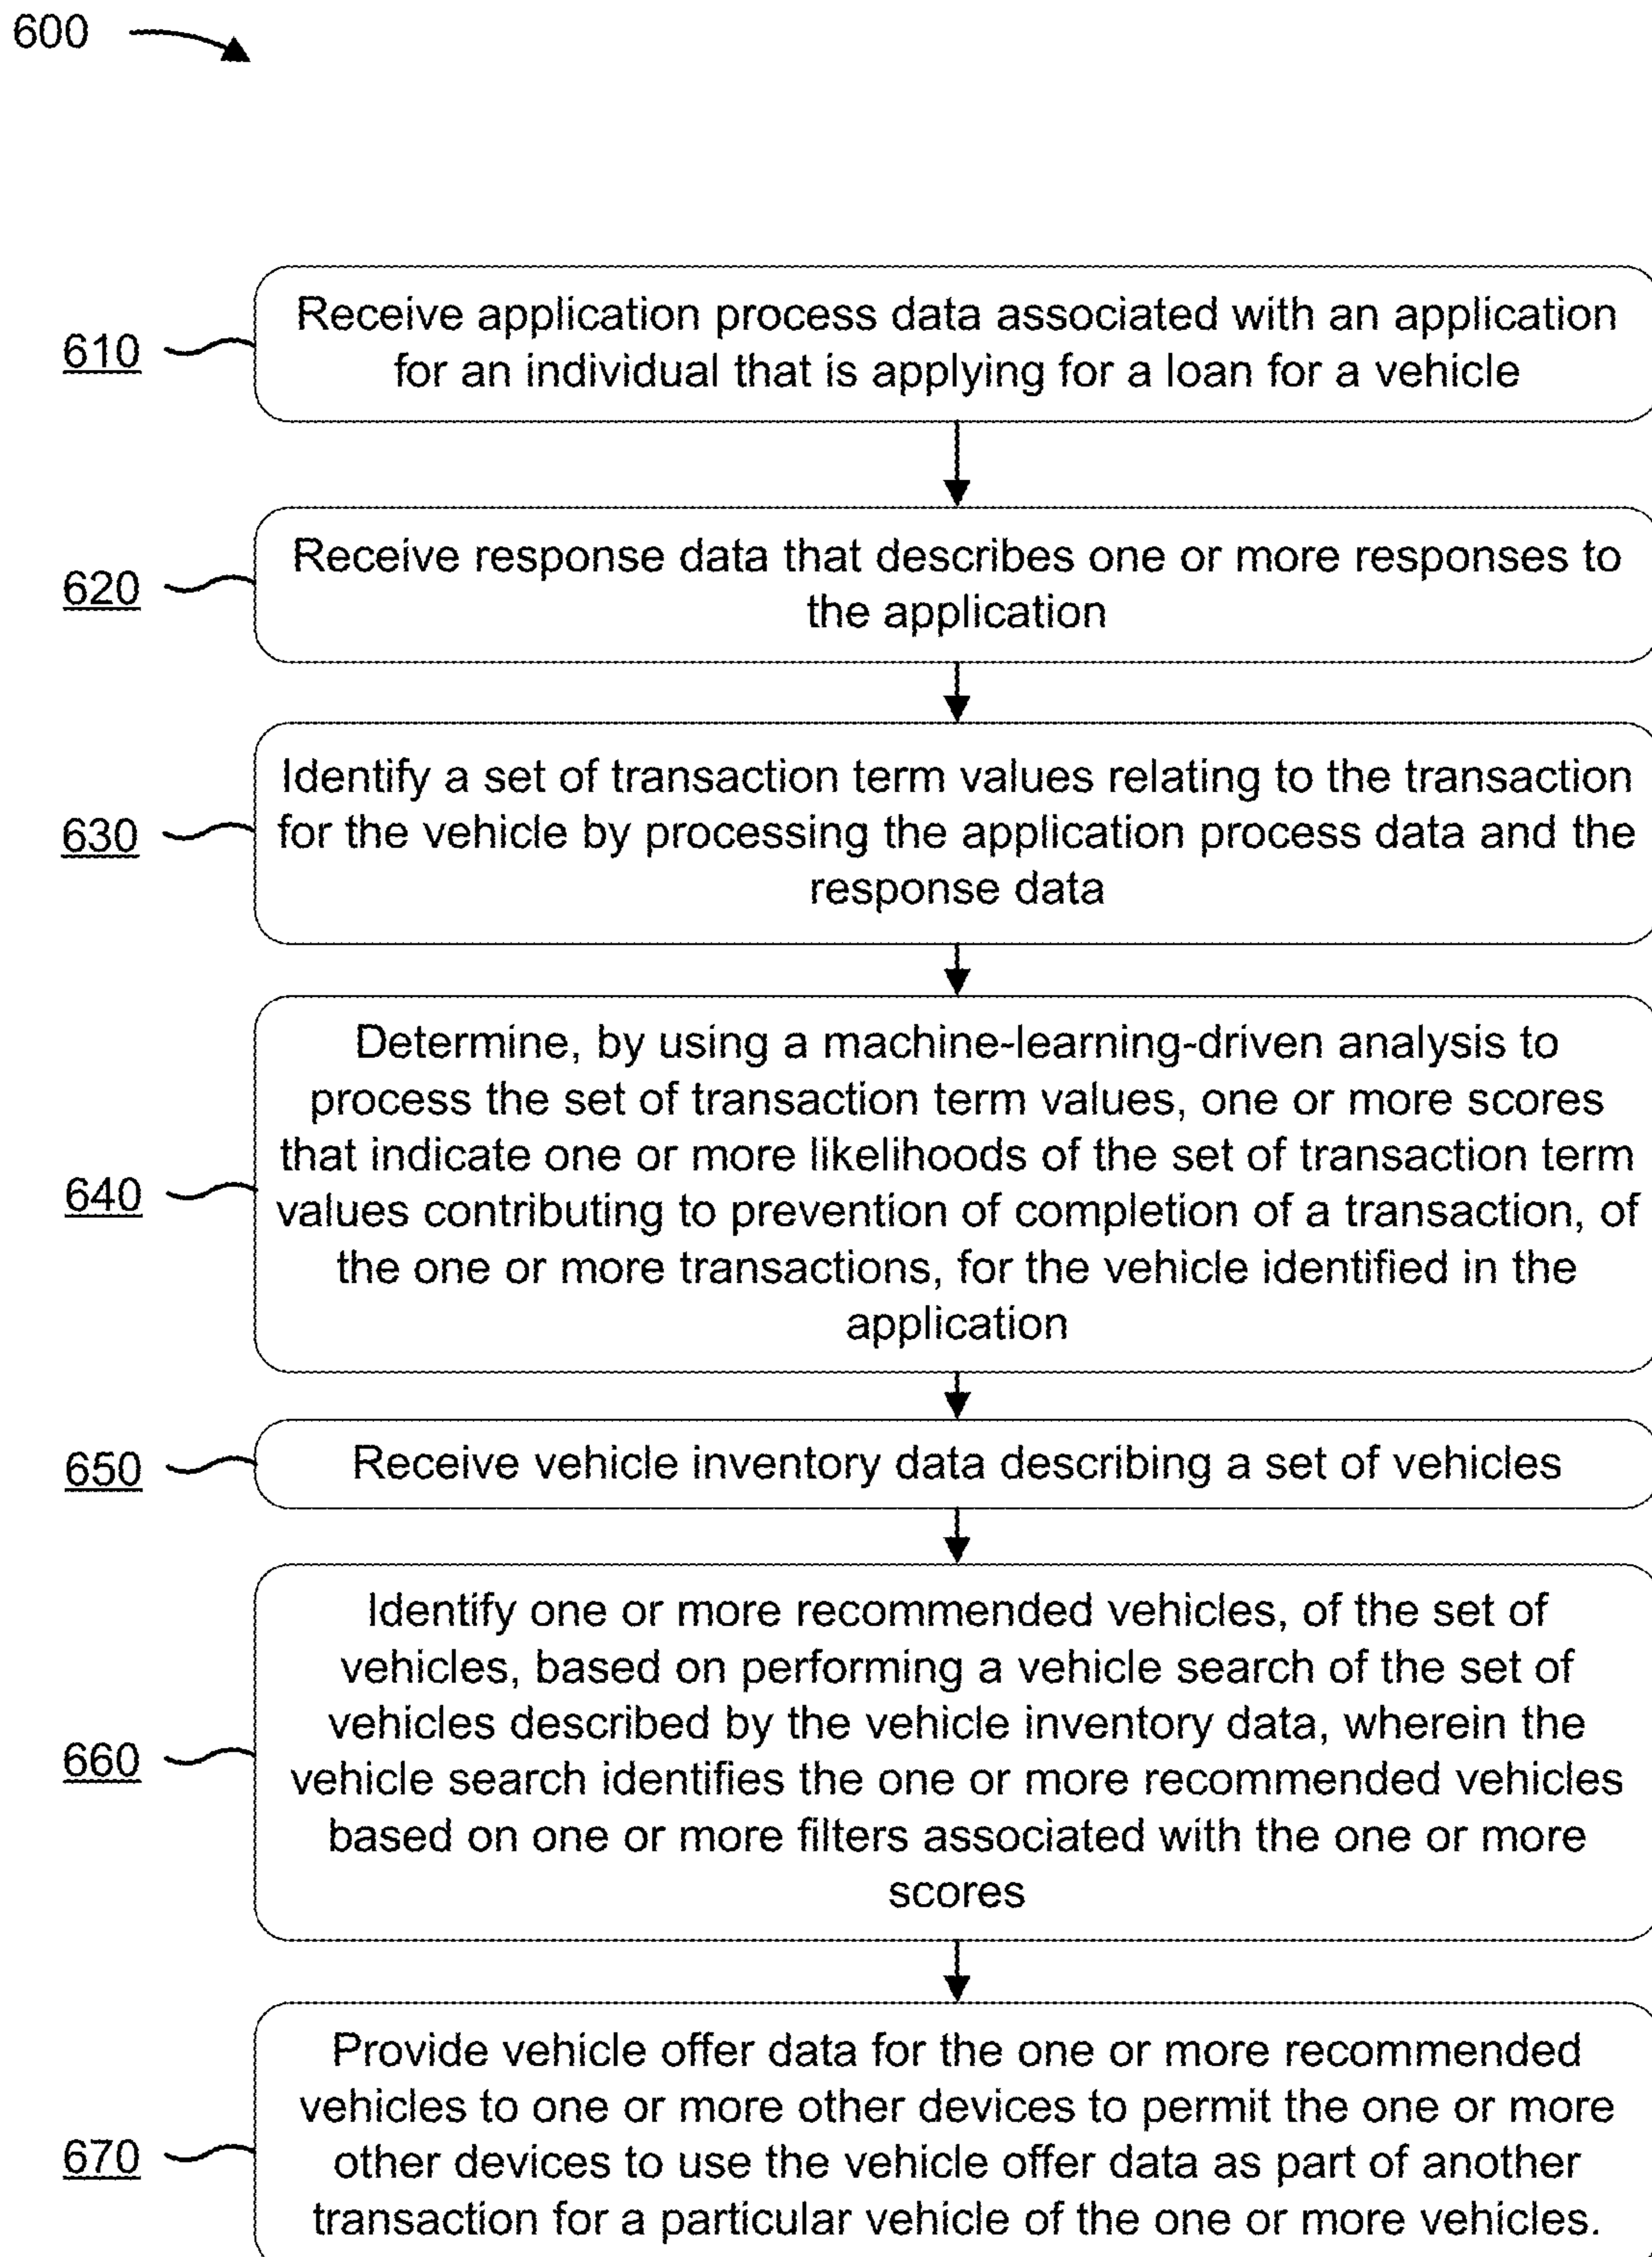 600
Receive application process data associated with an application
for an individual that is applying for a loan for a vehicle
610
Receive response data that describes one or more responses to
the application
620
Identify a set of transaction term values relating to the transaction
for the vehicle by processing the application process data and the
response data
630
Determine, by using a machine-learning-driven analysis to
process the set of transaction term values, one or more scores
that indicate one or more likelihoods of the set of transaction term
values contributing to prevention of completion of a transaction, of
the one or more transactions, for the vehicle identified in the
application
640
Receive vehicle inventory data describing a set of vehicles
650
Identify one or more recommended vehicles, of the set of
vehicles, based on performing a vehicle search of the set of
vehicles described by the vehicle inventory data, wherein the
vehicle search identifies the one or more recommended vehicles
based on one or more filters associated with the one or more
scores
660
Provide vehicle offer data for the one or more recommended
vehicles to one or more other devices to permit the one or more
other devices to use the vehicle offer data as part of another
transaction for a particular vehicle of the one or more vehicles.
670